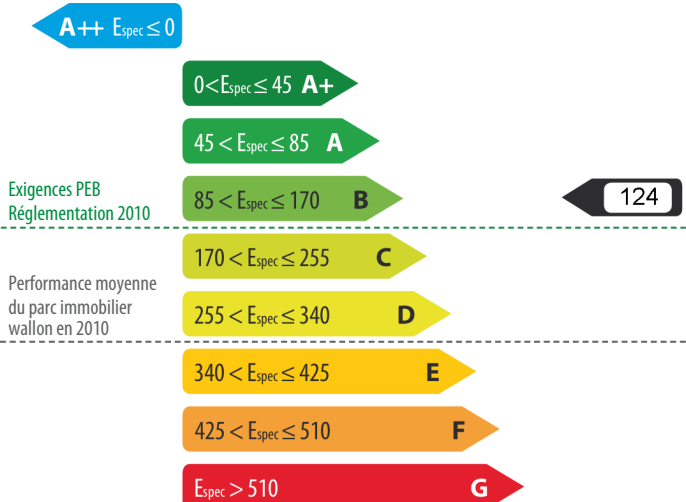 A++ Espec ≤ 0
0<Espec ≤ 45 A+
45 < Espec ≤ 85 A
Exigences PEB
Réglementation 2010
85 < Espec ≤ 170 B
124
170 < Espec ≤ 255 C
Performance moyenne
du parc immobilier
wallon en 2010
255 < Espec ≤ 340 D
340 < Espec ≤ 425 E
425 < Espec ≤ 510 F
Espec > 510 G